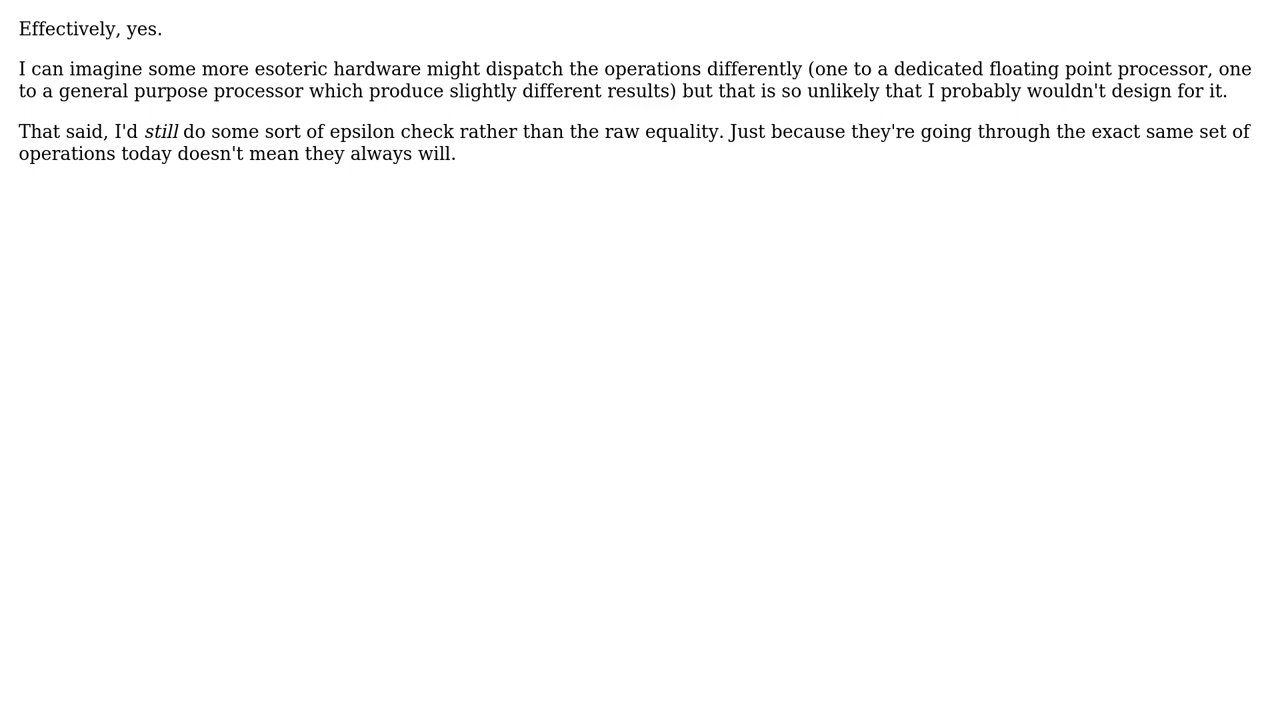 Effectively, yes.
I can imagine some more esoteric hardware might dispatch the operations differently (one to a dedicated floating point processor, one
to a general purpose processor which produce slightly different results) but that is so unlikely that I probably wouldn't design for it.
That said, I'd still do some sort of epsilon check rather than the raw equality. Just because they're going through the exact same set of
operations today doesn't mean they always will.